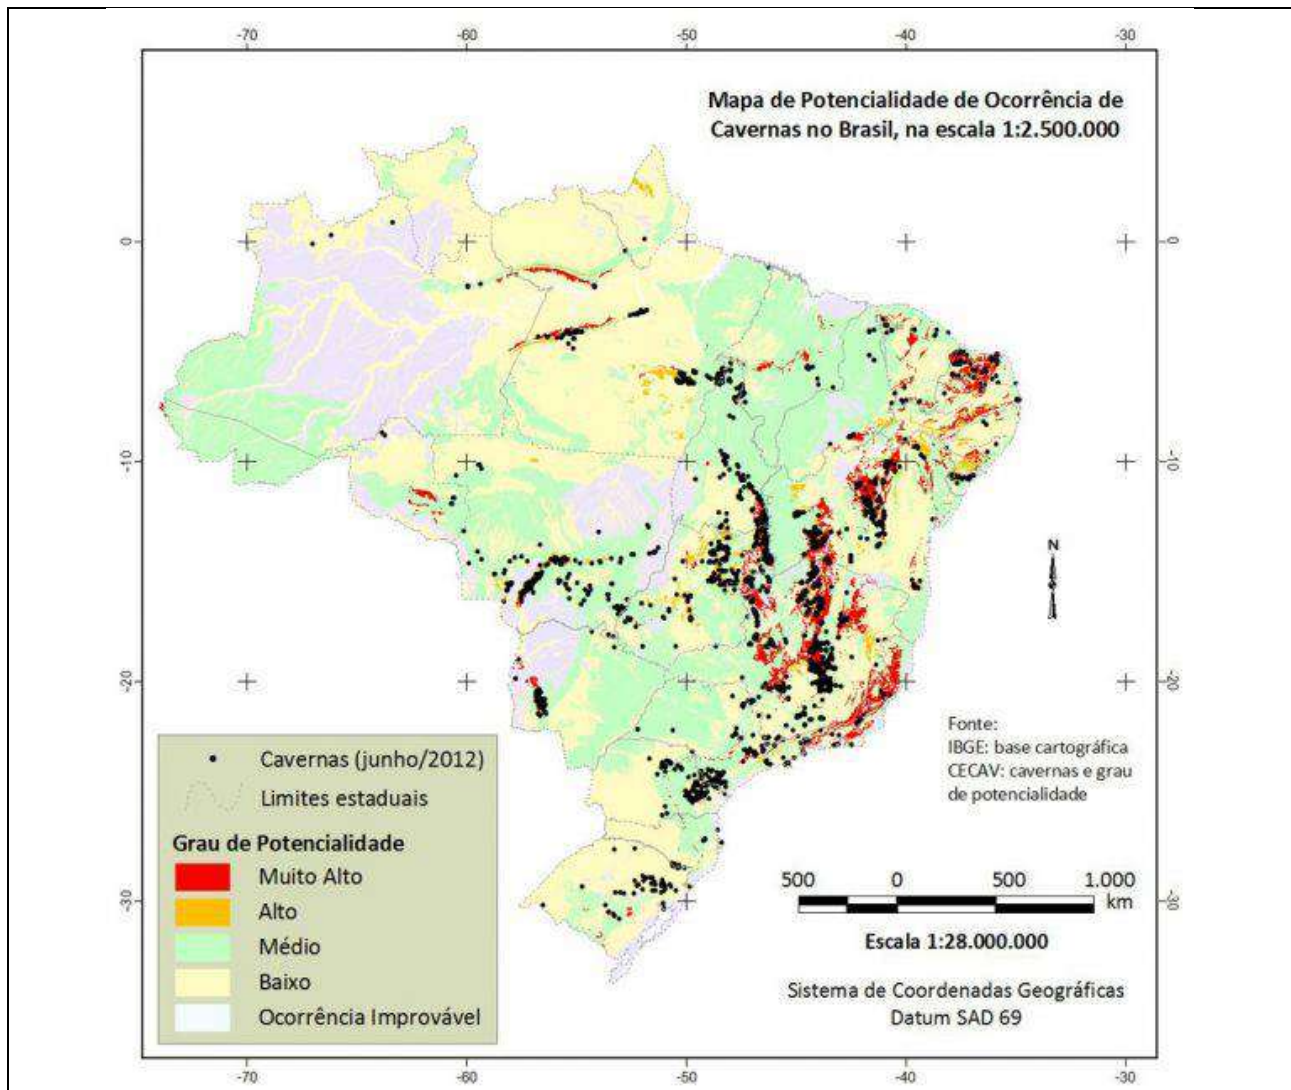 -70 -60 -50 -40 -30
Mapa de Potencialidade de Ocorrência de
Cavernas no Brasil, na escala 1:2.500.000
0 0
-10 -10
N
-20 -20
Fonte:
IBGE: base cartográfica
CECAV: cavernas e grau
de potencialidade
Cavernas (junho/2012)
Limites estaduais
Grau de Potencialidade
Muito Alto
Alto
Médio
Baixo
Ocorrência Improvável
500 0 500 1.000
km
-30 -30
Escala 1:28.000.000
Sistema de Coordenadas Geográficas
Datum SAD 69
-70 -60 -50 -40 -30